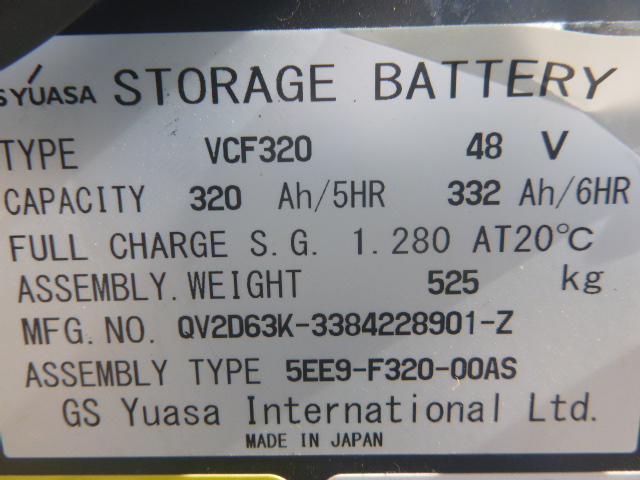 GS YUASA STORAGE BATTERY
TYPE VCF320 48 V
CAPACITY 320 Ah/5HR 332 Ah/6HR
FULL CHARGE S.G. 1.280 AT20℃
ASSEMBLY.WEIGHT 525 kg
MFG.NO. QV2D63K-3384228901-Z
ASSEMBLY TYPE 5EE9-F320-00AS
GS Yuasa International Ltd.
MADE IN JAPAN